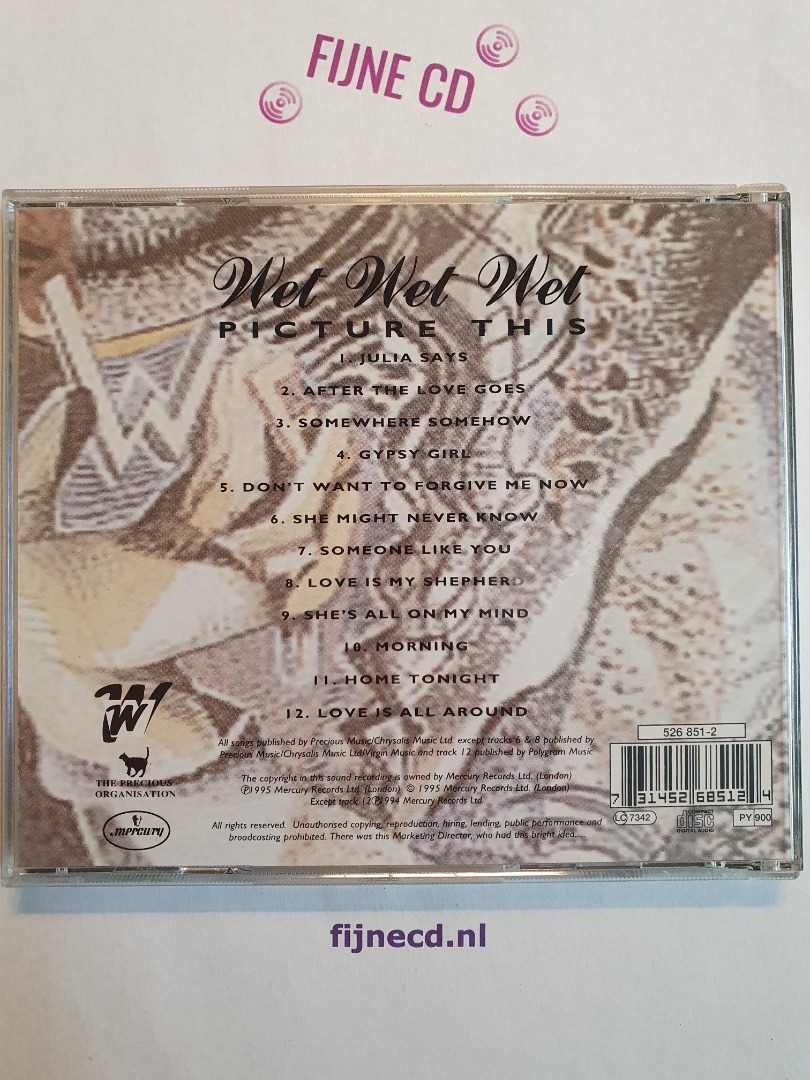 FIJNE CD
Wet Wet Wet
PICTURE THIS
1. JULIA SAYS
2. AFTER THE LOVE GOES
3. SOMEWHERE SOMEHOW
4. GYPSY GIRL
5. DON'T WANT TO FORGIVE ME NOW
6. SHE MIGHT NEVER KNOW
7. SOMEONE LIKE YOU
8. LOVE IS MY SHEPHERD
9. SHE'S ALL ON MY MIND
10. MORNING
11. HOME TONIGHT
12. LOVE IS ALL AROUND
W
THE PRECIOUS
ORGANISATION
mercury
All songs published by Precious Music/Chrysalis Music Ltd. except tracks 6 & 8 published by
Precious Music/Chrysalis Music Ltd/Virgin Music and track 12 published by Polygram Music
The copyright in this sound recording is owned by Mercury Records Ltd. (London)
Ⓟ1995 Mercury Records Ltd. (London) © 1995 Mercury Records Ltd. (London)
Except track 12Ⓟ1994 Mercury Records Ltd.
All rights reserved. Unauthorised copying, reproduction, hiring, lending, public performance and
broadcasting prohibited. There was this Marketing Director, who had this bright idea.....
526 851-2
7 31452 68512 4
LC 7342
COMPACT
disc
DIGITAL AUDIO
PY 900
fijnecd.nl